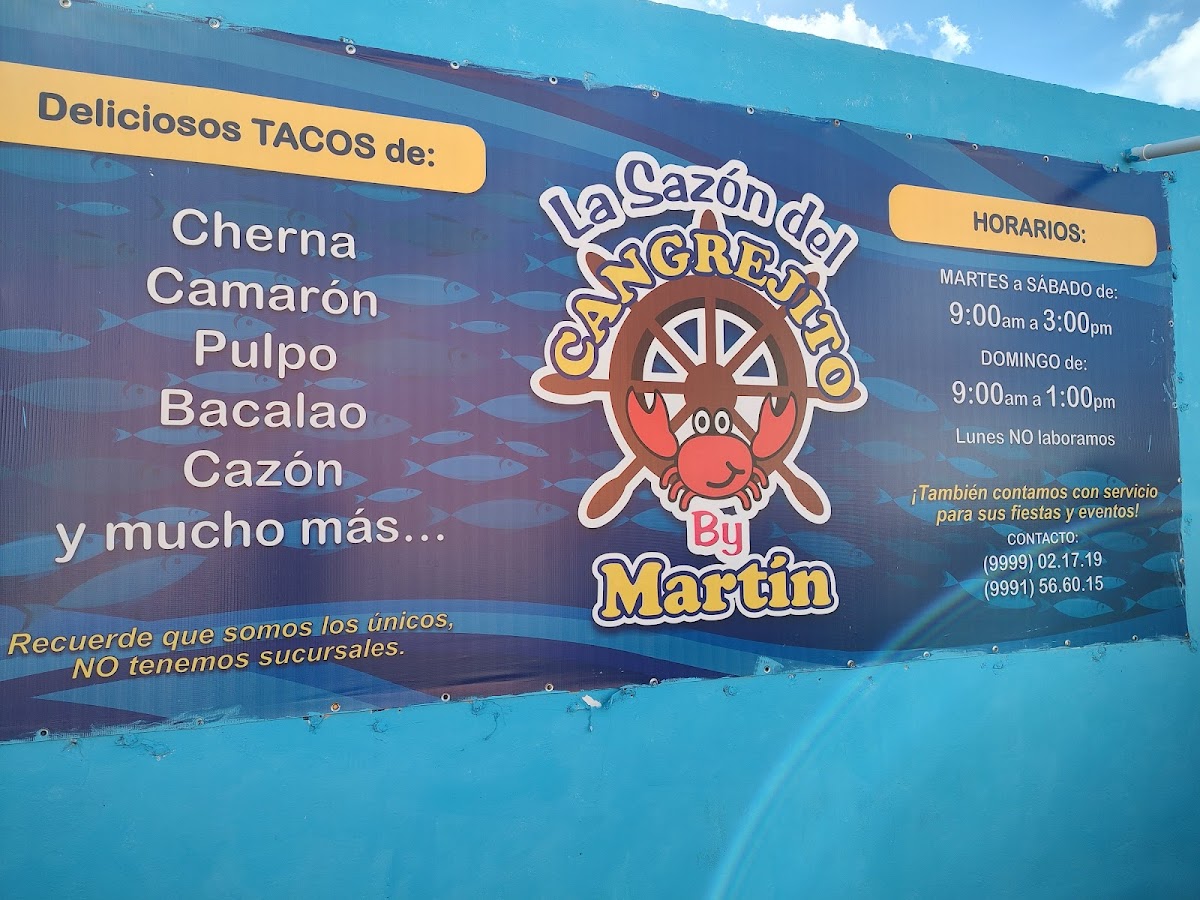 Deliciosos TACOS de:
Cherna
Camarón
Pulpo
Bacalao
Cazón
y mucho más...
Recuerde que somos los únicos,
NO tenemos sucursales.
La Sazón del
CANGREJITO
By
Martín
HORARIOS:
MARTES a SÁBADO de:
9:00am a 3:00pm
DOMINGO de:
9:00am a 1:00pm
Lunes NO laboramos
¡También contamos con servicio
para sus fiestas y eventos!
CONTACTO:
(9999) 02.17.19
(9991) 56.60.15